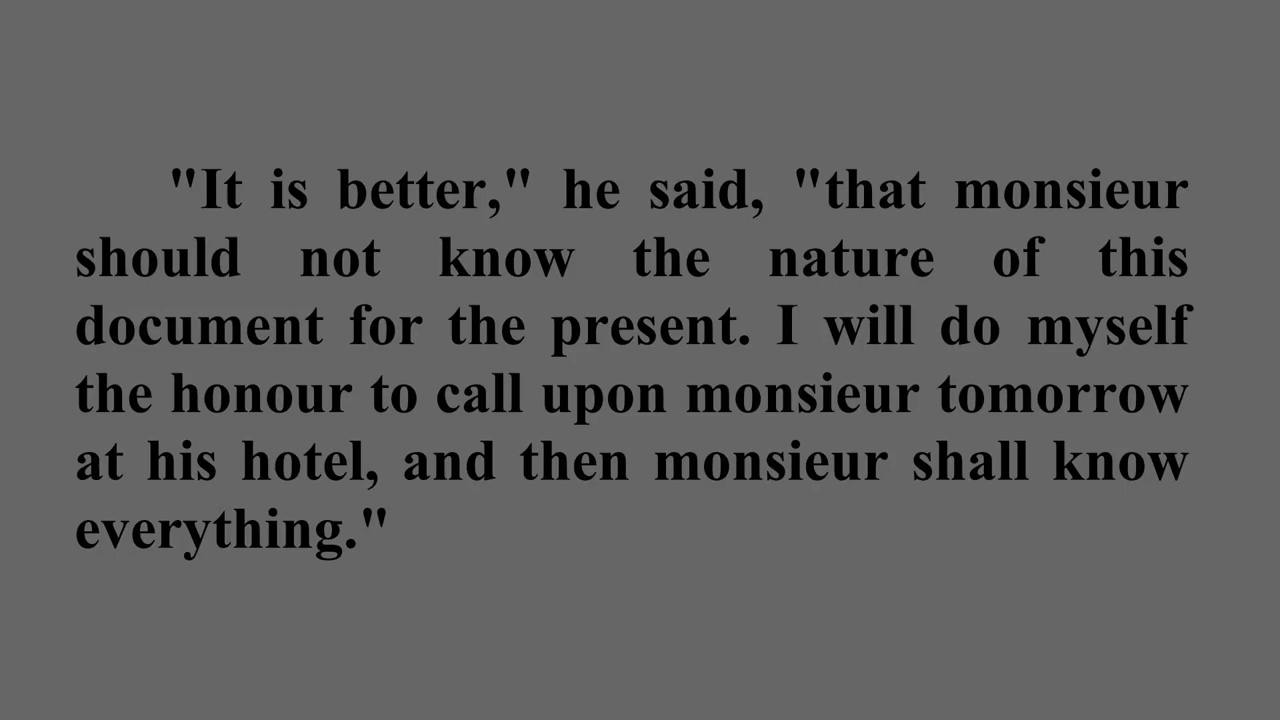 "It is better," he said, "that monsieur
should not know the nature of this
document for the present. I will do myself
the honour to call upon monsieur tomorrow
at his hotel, and then monsieur shall know
everything."